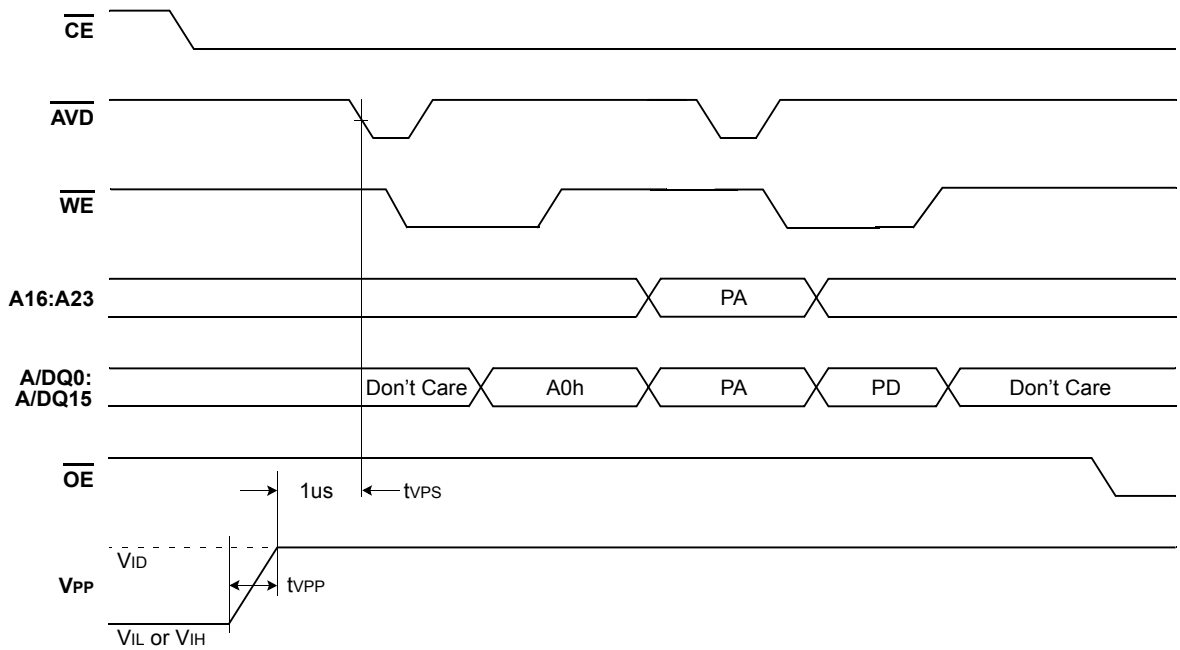 CE
AVD
WE
A16:A23 PA
A/DQ0:
A/DQ15 Don't Care A0h PA PD Don't Care
OE
1us tVPS
VID
VPP tVPP
VIL or VIH